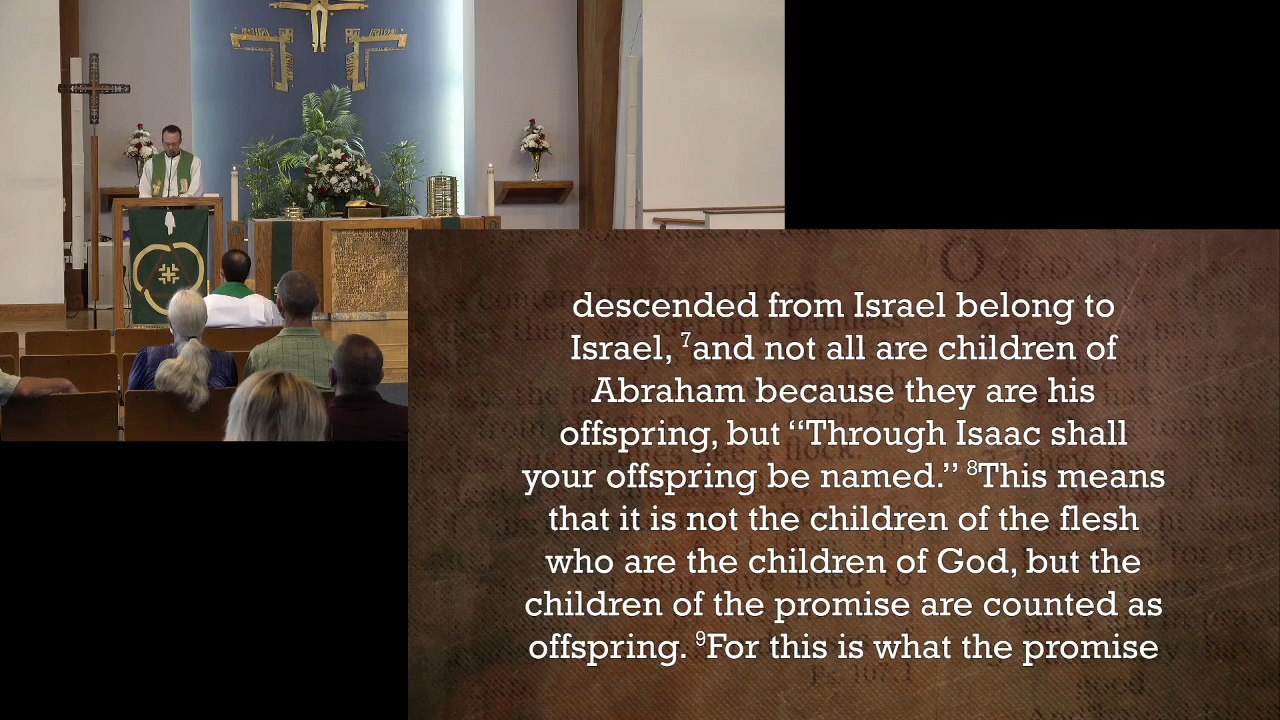 descended from Israel belong to
Israel, 7and not all are children of
Abraham because they are his
offspring, but “Through Isaac shall
your offspring be named.” 8This means
that it is not the children of the flesh
who are the children of God, but the
children of the promise are counted as
offspring. 9For this is what the promise
Ps. 107:1